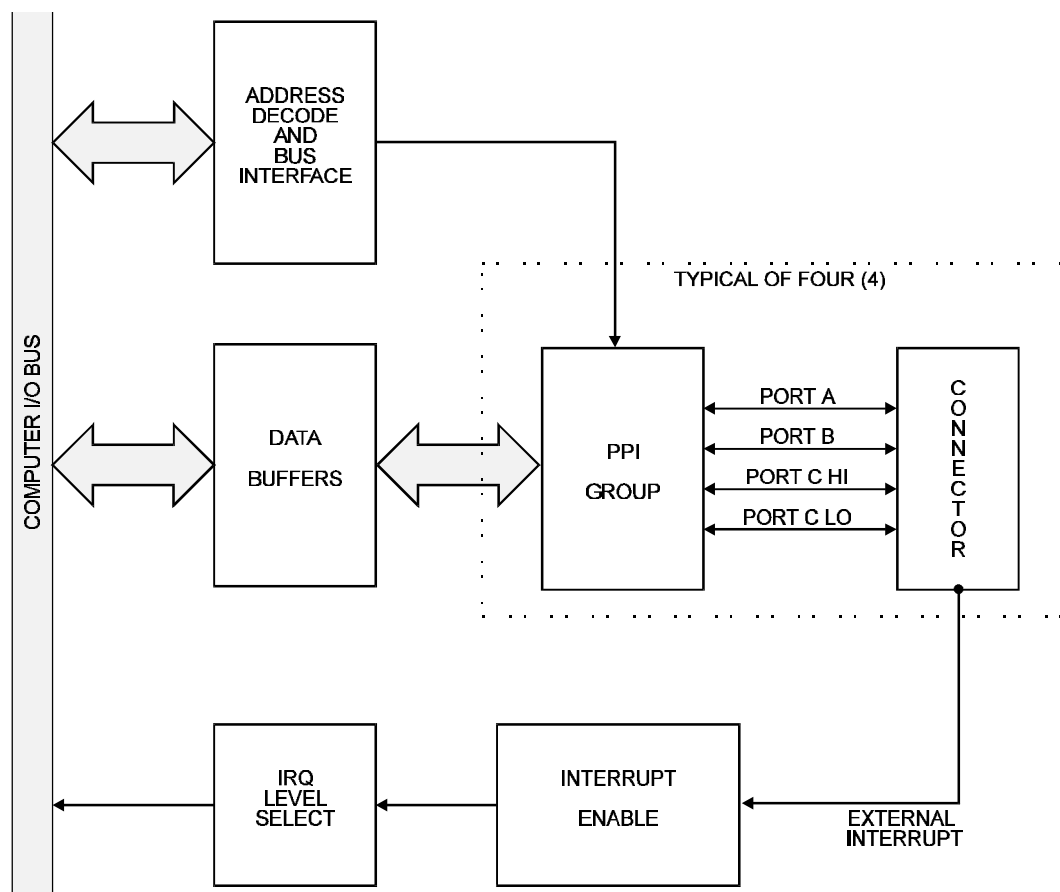 ADDRESS
DECODE
AND
BUS
INTERFACE
TYPICAL OF FOUR (4)
COMPUTER I/O BUS
DATA
BUFFERS
PPI
GROUP
PORT A
PORT B
PORT C HI
PORT C LO
CONNECTOR
IRQ
LEVEL
SELECT
INTERRUPT
ENABLE
EXTERNAL
INTERRUPT